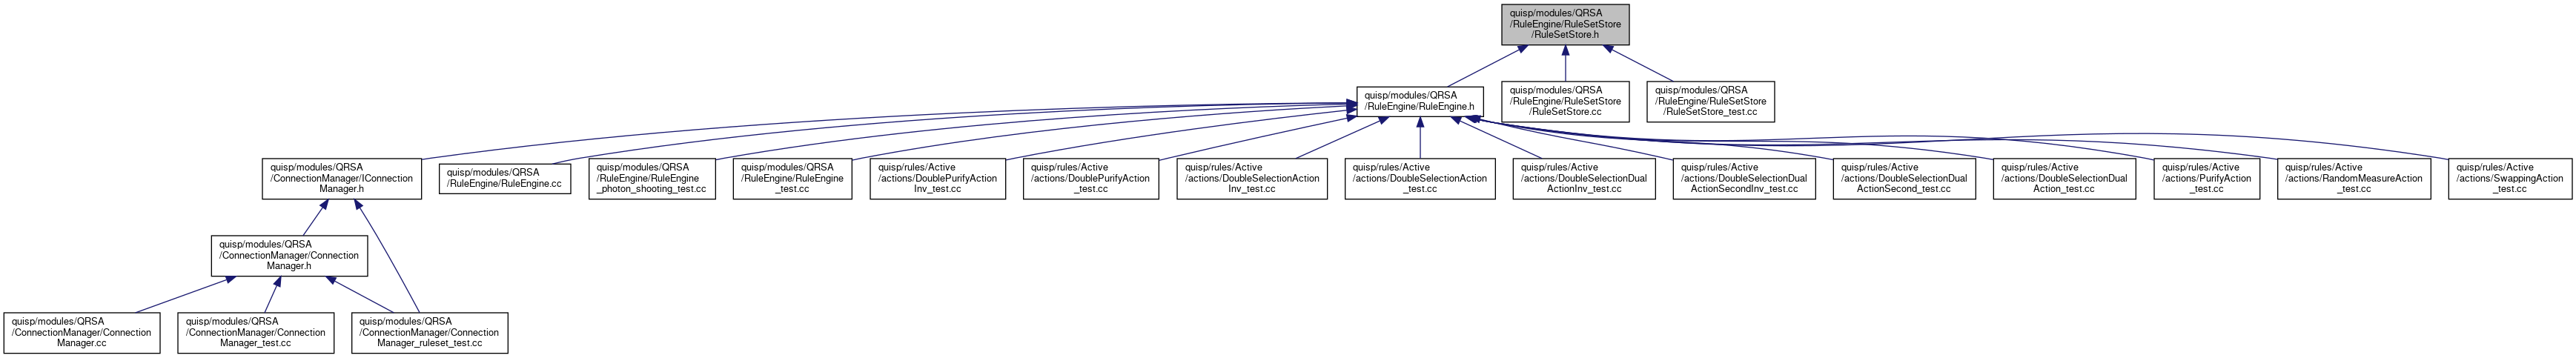 quisp/modules/QRSA
/RuleEngine/RuleSetStore
/RuleSetStore.h
quisp/modules/QRSA
/RuleEngine/RuleEngine.h
quisp/modules/QRSA
/RuleEngine/RuleSetStore
/RuleSetStore.cc
quisp/modules/QRSA
/RuleEngine/RuleSetStore
/RuleSetStore_test.cc
quisp/modules/QRSA
/ConnectionManager/IConnection
Manager.h
quisp/modules/QRSA
/RuleEngine/RuleEngine.cc
quisp/modules/QRSA
/RuleEngine/RuleEngine
_photon_shooting_test.cc
quisp/modules/QRSA
/RuleEngine/RuleEngine
_test.cc
quisp/rules/Active
/actions/DoublePurifyAction
Inv_test.cc
quisp/rules/Active
/actions/DoublePurifyAction
_test.cc
quisp/rules/Active
/actions/DoubleSelectionAction
Inv_test.cc
quisp/rules/Active
/actions/DoubleSelectionAction
_test.cc
quisp/rules/Active
/actions/DoubleSelectionDual
ActionInv_test.cc
quisp/rules/Active
/actions/DoubleSelectionDual
ActionSecondInv_test.cc
quisp/rules/Active
/actions/DoubleSelectionDual
ActionSecond_test.cc
quisp/rules/Active
/actions/DoubleSelectionDual
Action_test.cc
quisp/rules/Active
/actions/PurifyAction
_test.cc
quisp/rules/Active
/actions/RandomMeasureAction
_test.cc
quisp/rules/Active
/actions/SwappingAction
_test.cc
quisp/modules/QRSA
/ConnectionManager/Connection
Manager.h
quisp/modules/QRSA
/ConnectionManager/Connection
Manager.cc
quisp/modules/QRSA
/ConnectionManager/Connection
Manager_test.cc
quisp/modules/QRSA
/ConnectionManager/Connection
Manager_ruleset_test.cc